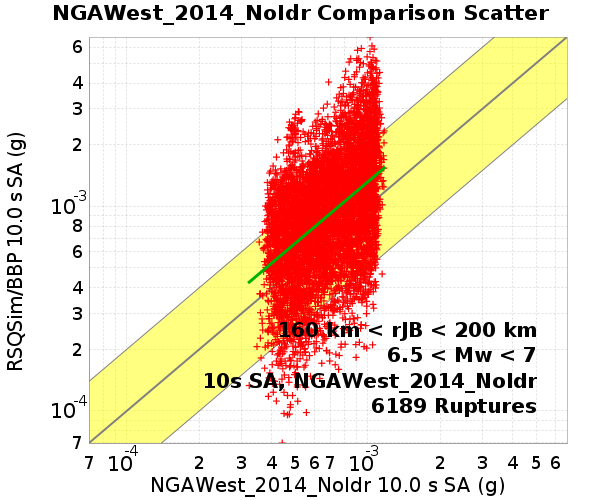 NGAWest_2014_NoIdr Comparison Scatter
RSQSim/BBP 10.0 s SA (g)
6
4
3
2
10-3
8
6
4
3
2
10-4
7
160 km < rJB < 200 km
6.5 < Mw < 7
10s SA, NGAWest_2014_NoIdr
6189 Ruptures
7 10-4 2 3 4 5 6 7 10-3 2 3 4 5 6
NGAWest_2014_NoIdr 10.0 s SA (g)